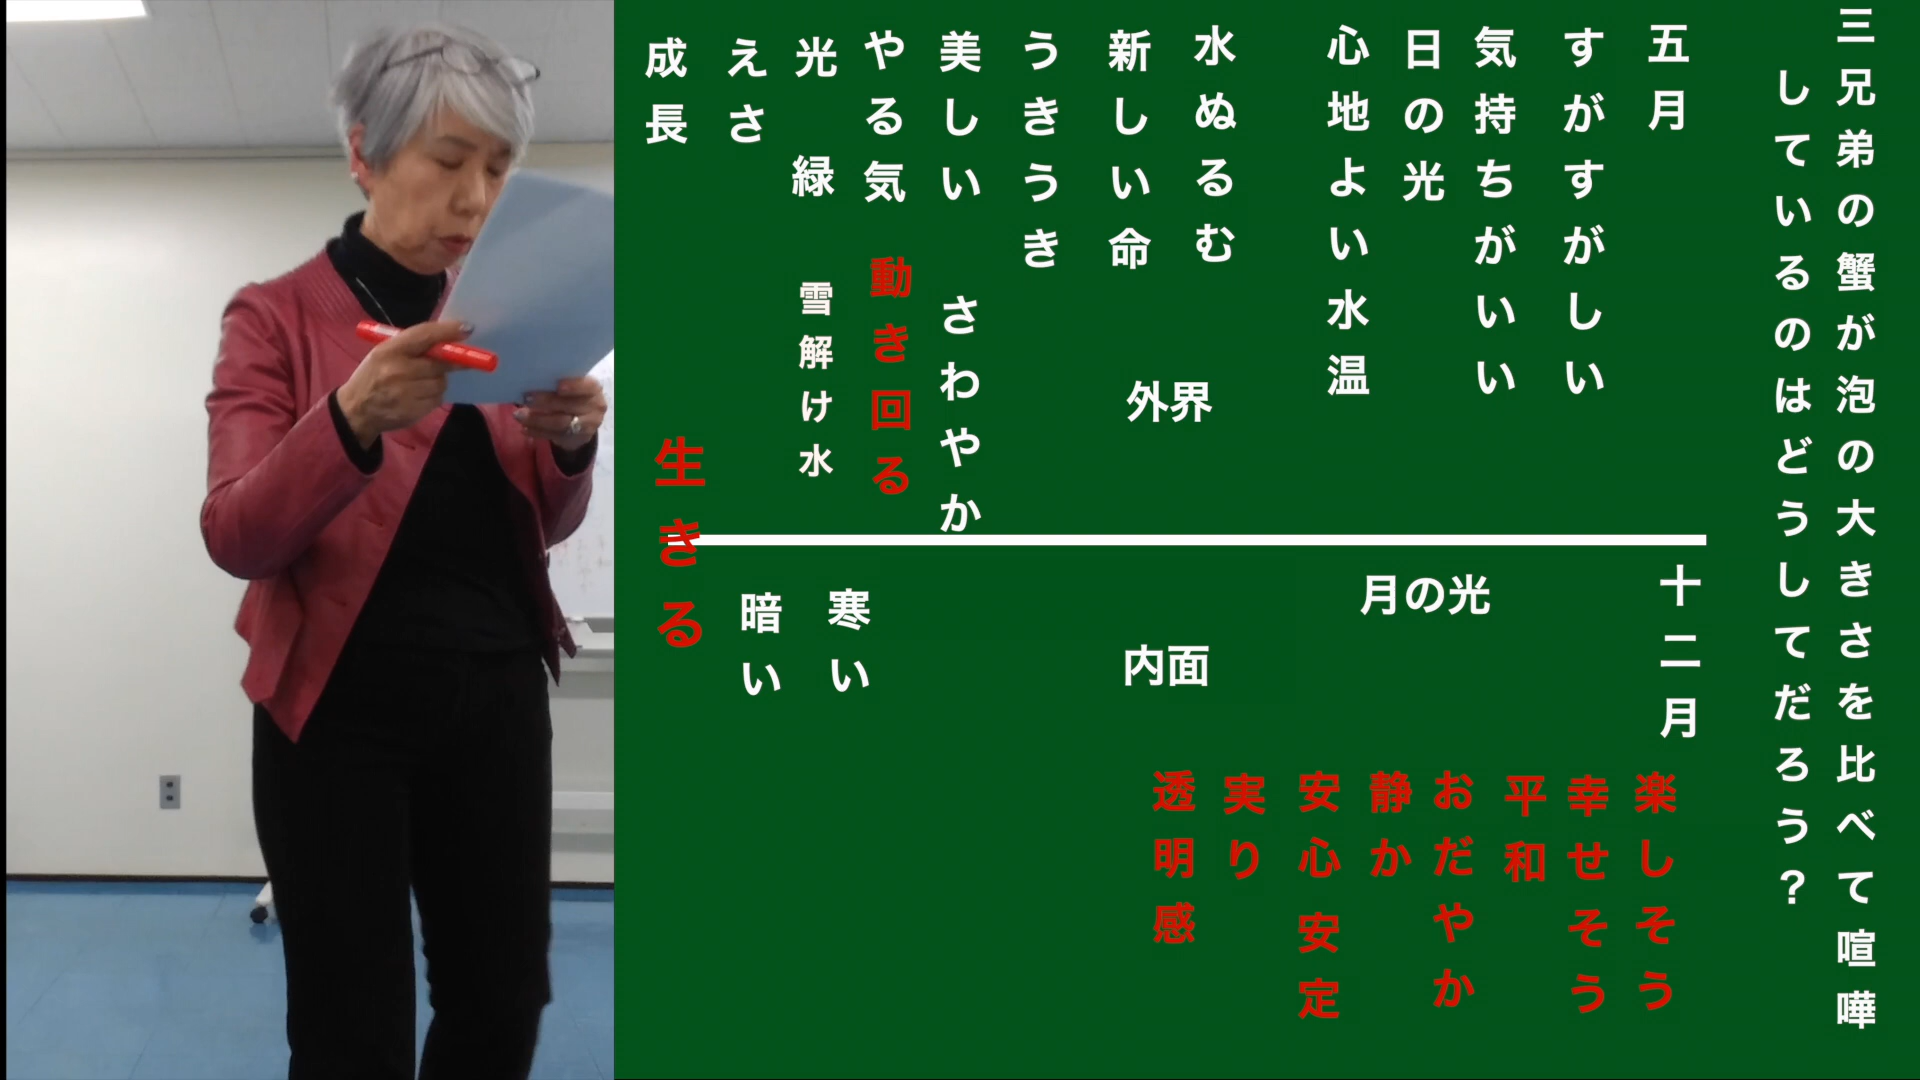 三兄弟の蟹が泡の大きさを比べて喧嘩
しているのはどうしてだろう?
五月
すがすがしい
気持ちがいい
日の光
心地よい水温
水ぬるむ
新しい命
外界
うきうき
美しい
さわやか
やる気
動き回る
光
緑
雪解け水
えさ
成長
生きる
十二月
楽しそう
幸せそう
平和
おだやか
静か
月の光
安心
安定
実り
透明感
内面
寒い
暗い